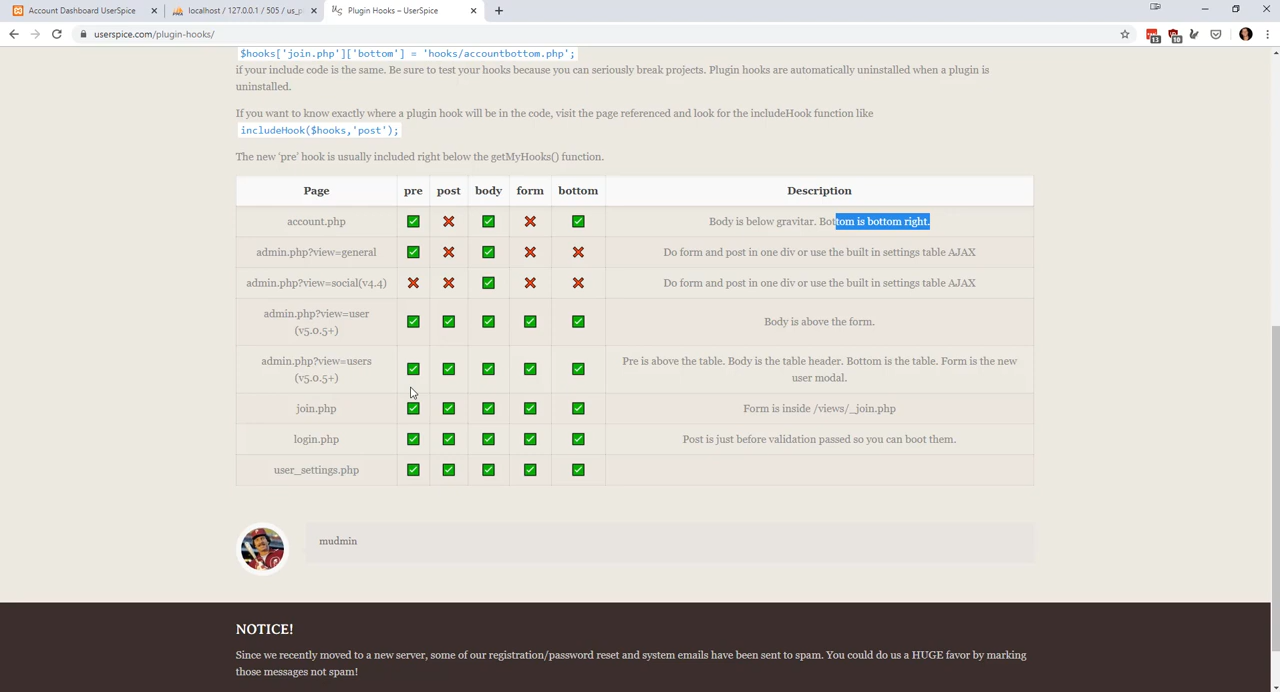 Account Dashboard UserSpice
localhost / 127.0.0.1 / 505 / us_p
Plugin Hooks – UserSpice
userspice.com/plugin-hooks/
$hooks['join.php']['bottom'] = 'hooks/accountbottom.php';
if your include code is the same. Be sure to test your hooks because you can seriously break projects. Plugin hooks are automatically uninstalled when a plugin is
uninstalled.
If you want to know exactly where a plugin hook will be in the code, visit the page referenced and look for the includeHook function like
includeHook($hooks,'post');
The new 'pre' hook is usually included right below the getMyHooks() function.
Page pre post body form bottom Description
account.php Body is below gravitar. Bottom is bottom right.
admin.php?view=general Do form and post in one div or use the built in settings table AJAX
admin.php?view=social(v4.4) Do form and post in one div or use the built in settings table AJAX
admin.php?view=user
(v5.0.5+)
Body is above the form.
admin.php?view=users
(v5.0.5+)
Pre is above the table. Body is the table header. Bottom is the table. Form is the new
user modal.
join.php Form is inside /views/_join.php
login.php Post is just before validation passed so you can boot them.
user_settings.php
mudmin
NOTICE!
Since we recently moved to a new server, some of our registration/password reset and system emails have been sent to spam. You could do us a HUGE favor by marking
those messages not spam!